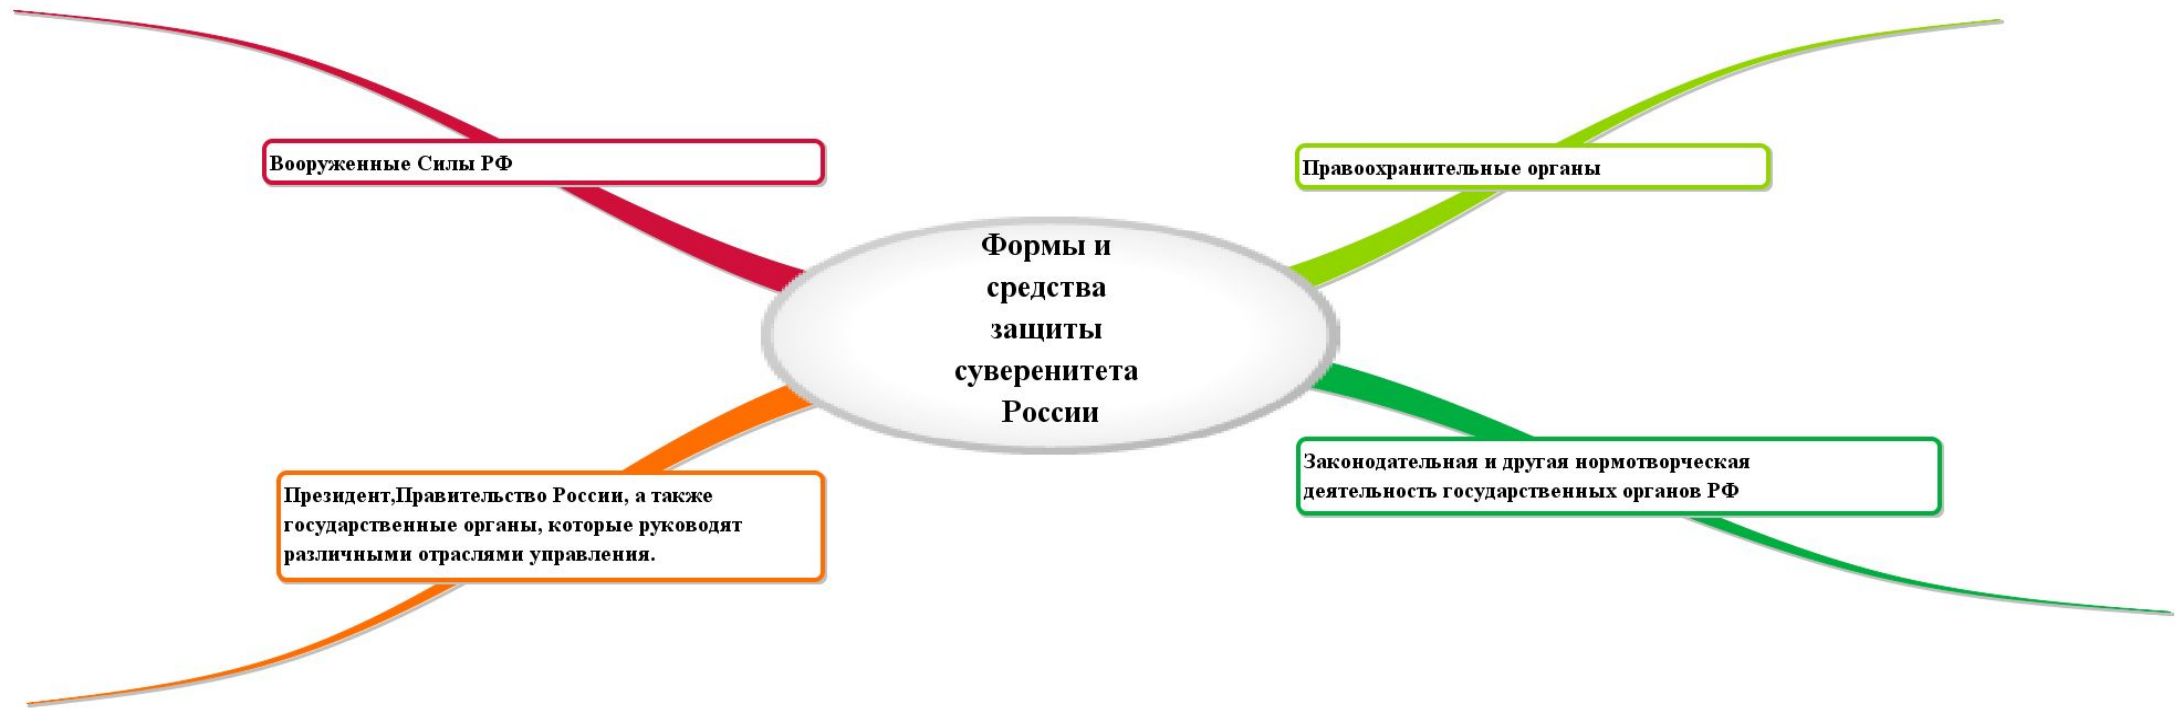 Вооруженные Силы РФ
Правоохранительные органы
Формы и
средства
защиты
суверенитета
России
Президент,Правительство России, а также
государственные органы, которые руководят
различными отраслями управления.
Законодательная и другая нормотворческая
деятельность государственных органов РФ